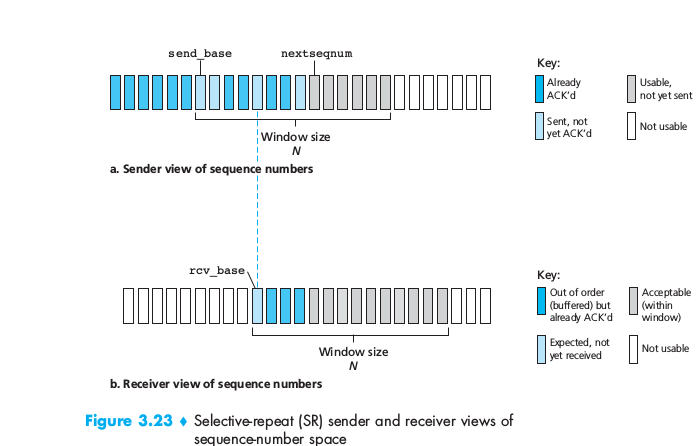 send_base
nextseqnum
Key:
Already
ACK'd
Usable,
not yet sent
Sent, not
yet ACK'd
Not usable
Window size
N
a. Sender view of sequence numbers
rcv_base
Key:
Out of order
(buffered) but
already ACK'd
Acceptable
(within
window)
Expected, not
yet received
Not usable
Window size
N
b. Receiver view of sequence numbers
Figure 3.23 ♦ Selective-repeat (SR) sender and receiver views of
sequence-number space